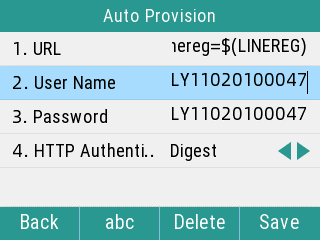 Auto Provision
1. URL nereg=$(LINEREG)
2. User Name LY11020100047
3. Password LY11020100047
4. HTTP Authenti.. Digest
Back abc Delete Save